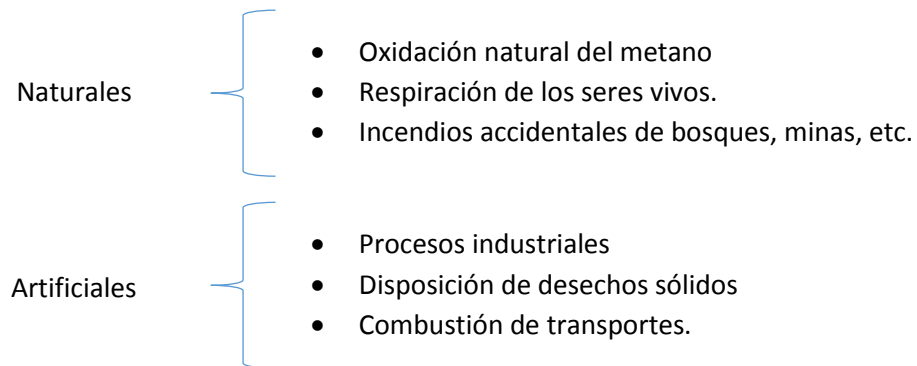 Naturales
• Oxidación natural del metano
• Respiración de los seres vivos.
• Incendios accidentales de bosques, minas, etc.
Artificiales
• Procesos industriales
• Disposición de desechos sólidos
• Combustión de transportes.